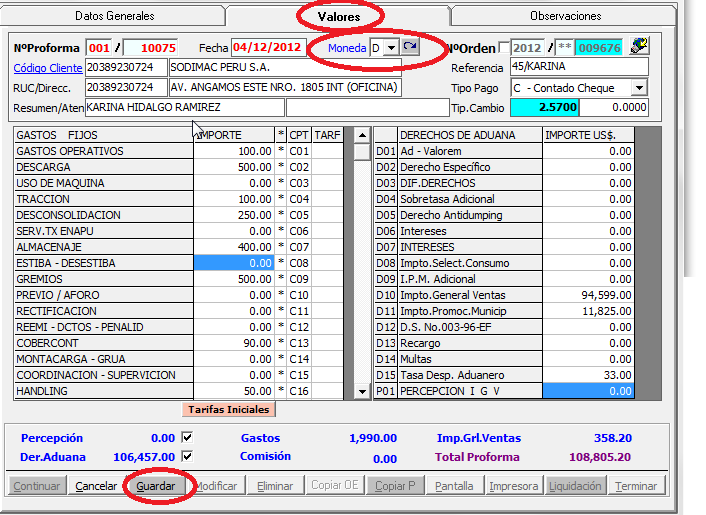 Datos Generales Valores Observaciones
NºProforma 001 / 10075 Fecha 04/12/2012 Moneda D NºOrden 2012 / ** 009676
Código Cliente 20389230724 SODIMAC PERU S.A. Referencia 45/KARINA
RUC/Direcc. 20389230724 AV. ANGAMOS ESTE NRO. 1805 INT (OFICINA) Tipo Pago C - Contado Cheque
Resumen/Aten KARINA HIDALGO RAMIREZ Tip.Cambio 2.5700 0.0000
GASTOS FIJOS IMPORTE * CPT TARF DERECHOS DE ADUANA IMPORTE US$.
GASTOS OPERATIVOS 100.00 * C01 D01 Ad - Valorem 0.00
DESCARGA 500.00 * C02 D02 Derecho Específico 0.00
USO DE MAQUINA 0.00 * C03 D03 DIF.DERECHOS 0.00
TRACCION 100.00 * C04 D04 Sobretasa Adicional 0.00
DESCONSOLIDACION 250.00 * C05 D05 Derecho Antidumping 0.00
SERV.TX ENAPU 0.00 * C06 D06 Intereses 0.00
ALMACENAJE 400.00 * C07 D07 INTERESES 0.00
ESTIBA - DESESTIBA 0.00 * C08 D08 Impto.Select.Consumo 0.00
GREMIOS 500.00 * C09 D09 I.P.M. Adicional 0.00
PREVIO / AFORO 0.00 * C10 D10 Impto.General Ventas 94,599.00
RECTIFICACION 0.00 * C11 D11 Impto.Promoc.Municip 11,825.00
REEMI - DCTOS - PENALID 0.00 * C12 D12 D.S. No.003-96-EF 0.00
COBERCONT 90.00 * C13 D13 Recargo 0.00
MONTACARGA - GRUA 0.00 * C14 D14 Multas 0.00
COORDINACION - SUPERVICION 0.00 * C15 D15 Tasa Desp. Aduanero 33.00
HANDLING 50.00 * C16 P01 PERCEPCION I G V 0.00
Tarifas Iniciales
Percepción 0.00 Gastos 1,990.00 Imp.Grl.Ventas 358.20
Der.Aduana 106,457.00 Comisión 0.00 Total Proforma 108,805.20
Continuar Cancelar Guardar Modificar Eliminar Copiar OE Copiar P Pantalla Impresora Liquidación Terminar